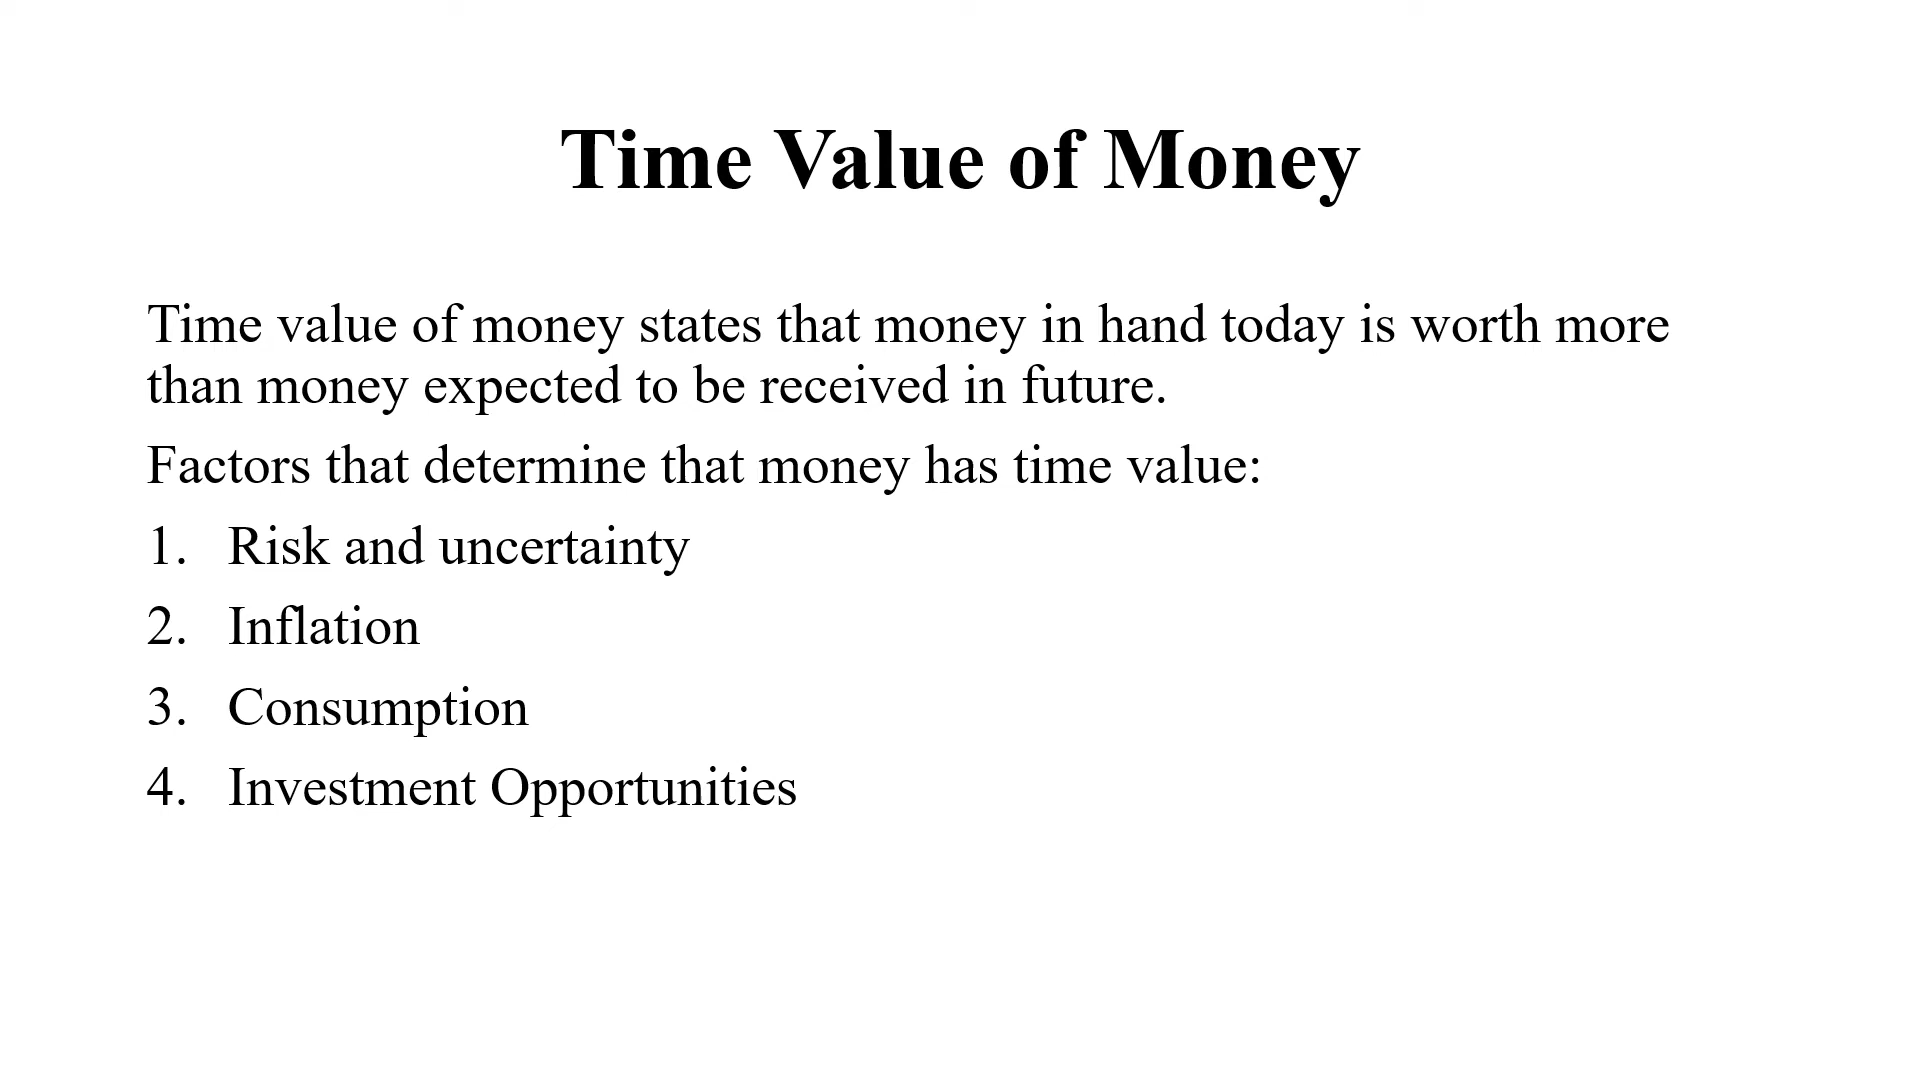 Time Value of Money
Time value of money states that money in hand today is worth more
than money expected to be received in future.
Factors that determine that money has time value:
1. Risk and uncertainty
2. Inflation
3. Consumption
4. Investment Opportunities